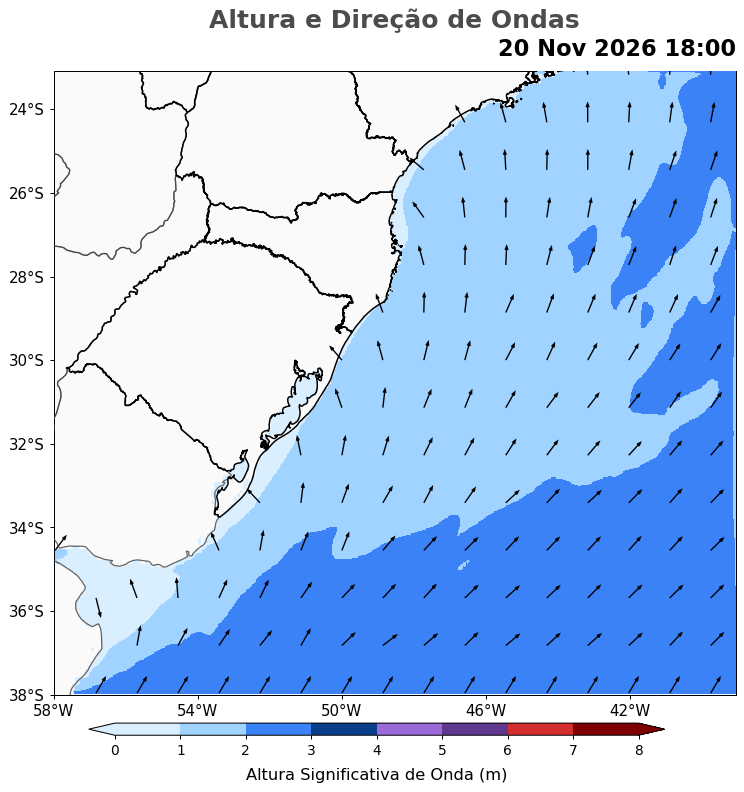 Altura e Direção de Ondas
20 Nov 2026 18:00
24°S
26°S
28°S
30°S
32°S
34°S
36°S
38°S
58°W 54°W 50°W 46°W 42°W
0 1 2 3 4 5 6 7 8
Altura Significativa de Onda (m)